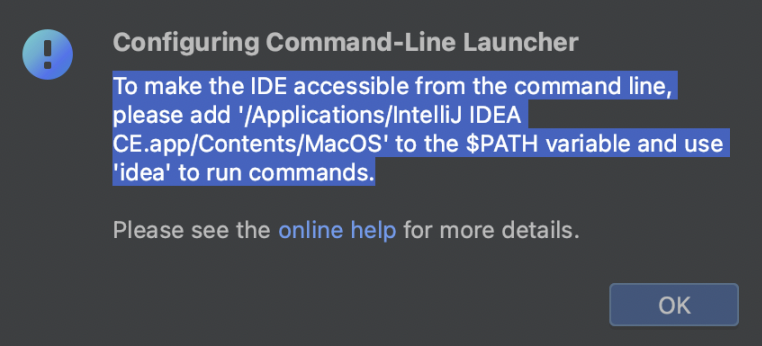 Configuring Command-Line Launcher
To make the IDE accessible from the command line,
please add '/Applications/IntelliJ IDEA
CE.app/Contents/MacOS' to the $PATH variable and use
'idea' to run commands.
Please see the online help for more details.
OK